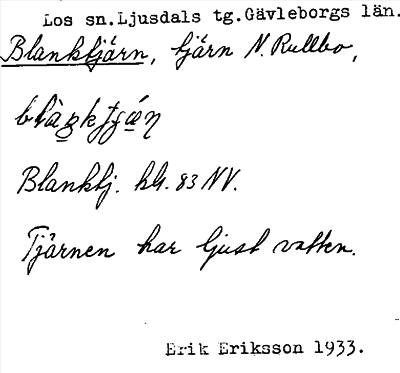 Los sn. Ljusdals tg. Gävleborgs län.
Blanktjärn, tjärn N. Rullbo,
Blanktj. kbl. 83 NV.
Tjärnen har ljust vatten.
Erik Eriksson 1933.